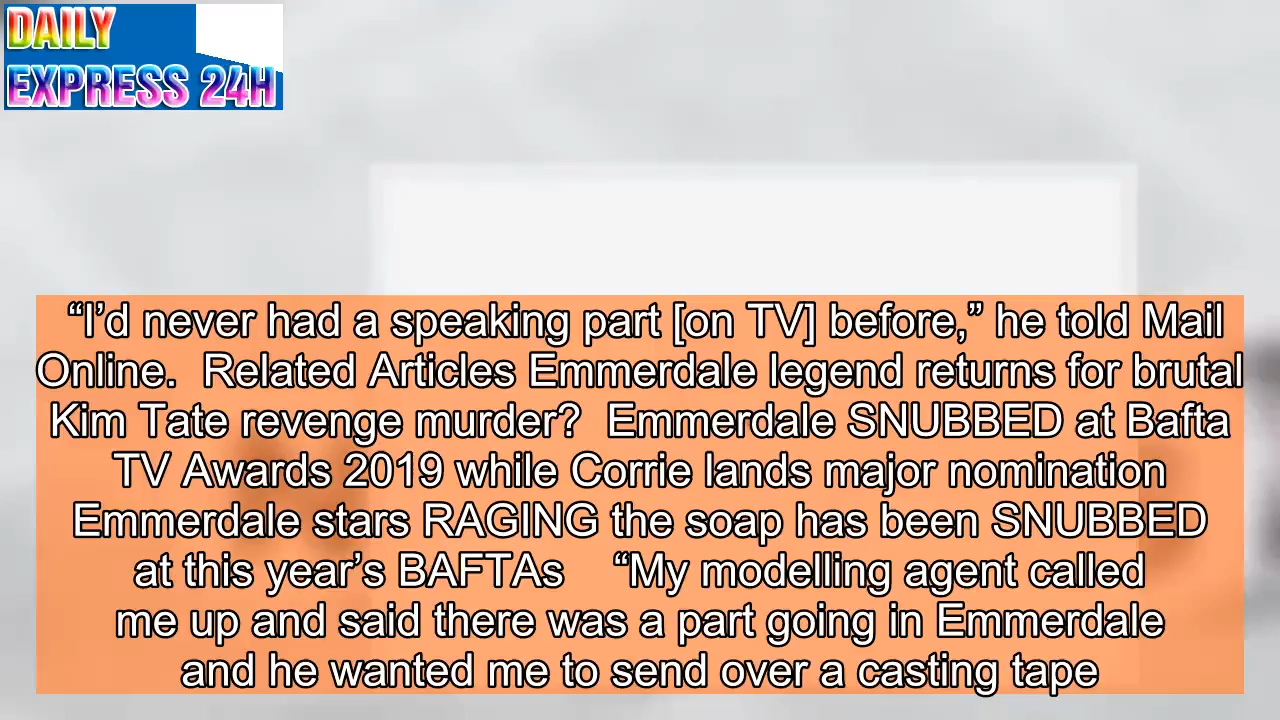 DAILY
EXPRESS 24H
“I’d never had a speaking part [on TV] before,” he told Mail
Online.  Related Articles Emmerdale legend returns for brutal
Kim Tate revenge murder?  Emmerdale SNUBBED at Bafta
TV Awards 2019 while Corrie lands major nomination
Emmerdale stars RAGING the soap has been SNUBBED
at this year’s BAFTAs    “My modelling agent called
me up and said there was a part going in Emmerdale
and he wanted me to send over a casting tape